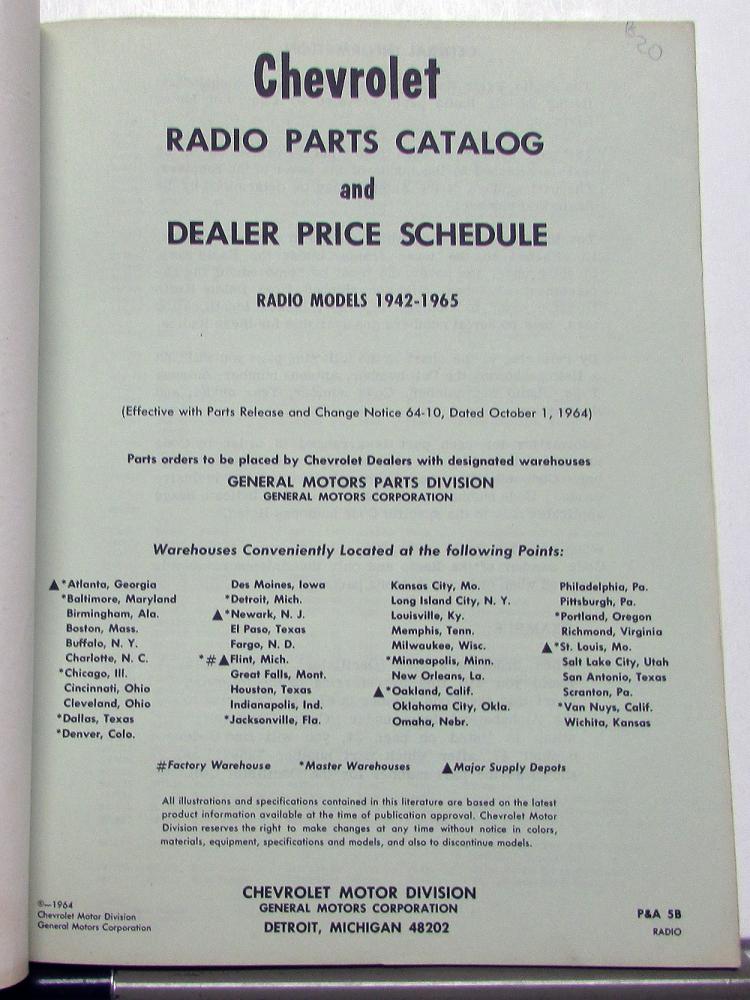 Chevrolet
RADIO PARTS CATALOG
and
DEALER PRICE SCHEDULE
RADIO MODELS 1942-1965
(Effective with Parts Release and Change Notice 64-10, Dated October 1, 1964)
Parts orders to be placed by Chevrolet Dealers with designated warehouses
GENERAL MOTORS PARTS DIVISION
GENERAL MOTORS CORPORATION
Warehouses Conveniently Located at the following Points:
▲*Atlanta, Georgia
*Baltimore, Maryland
Birmingham, Ala.
Boston, Mass.
Buffalo, N. Y.
Charlotte, N. C.
*Chicago, Ill.
Cincinnati, Ohio
Cleveland, Ohio
*Dallas, Texas
*Denver, Colo.
Des Moines, Iowa
*Detroit, Mich.
▲*Newark, N. J.
El Paso, Texas
Fargo, N. D.
*#▲Flint, Mich.
Great Falls, Mont.
Houston, Texas
Indianapolis, Ind.
*Jacksonville, Fla.
Kansas City, Mo.
Long Island City, N. Y.
Louisville, Ky.
Memphis, Tenn.
Milwaukee, Wisc.
*Minneapolis, Minn.
New Orleans, La.
▲*Oakland, Calif.
Oklahoma City, Okla.
Omaha, Nebr.
Philadelphia, Pa.
Pittsburgh, Pa.
*Portland, Oregon
Richmond, Virginia
▲*St. Louis, Mo.
Salt Lake City, Utah
San Antonio, Texas
Scranton, Pa.
*Van Nuys, Calif.
Wichita, Kansas
#Factory Warehouse *Master Warehouses ▲Major Supply Depots
All illustrations and specifications contained in this literature are based on the latest
product information available at the time of publication approval. Chevrolet Motor
Division reserves the right to make changes at any time without notice in colors,
materials, equipment, specifications and models, and also to discontinue models.
©—1964
Chevrolet Motor Division
General Motors Corporation
CHEVROLET MOTOR DIVISION
GENERAL MOTORS CORPORATION
DETROIT, MICHIGAN 48202
P&A 5B
RADIO